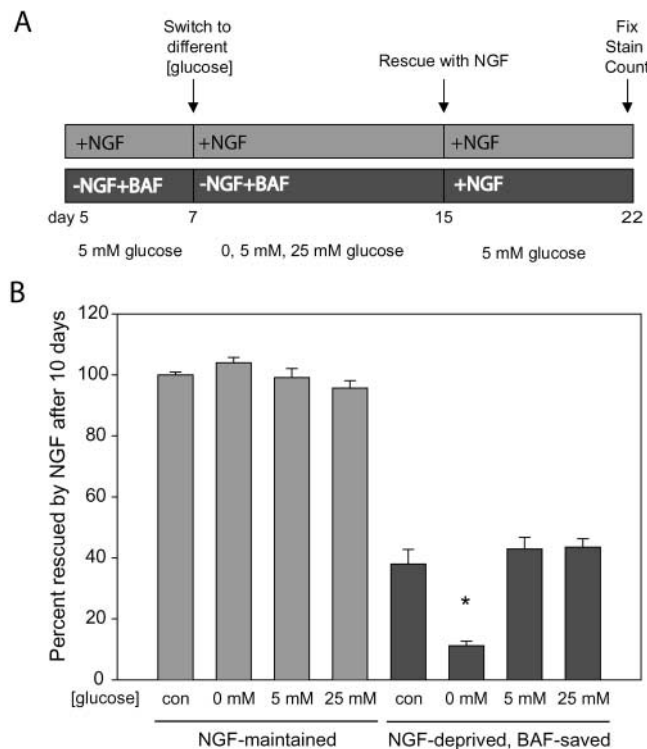 A
Switch to
different
[glucose]
Rescue with NGF
Fix
Stain
Count
+NGF +NGF +NGF
-NGF+BAF -NGF+BAF +NGF
day 5 7 15 22
5 mM glucose 0, 5 mM, 25 mM glucose 5 mM glucose
B
Percent rescued by NGF after 10 days
120
100
80
60
40
20
0
*
[glucose] con 0 mM 5 mM 25 mM con 0 mM 5 mM 25 mM
NGF-maintained NGF-deprived, BAF-saved